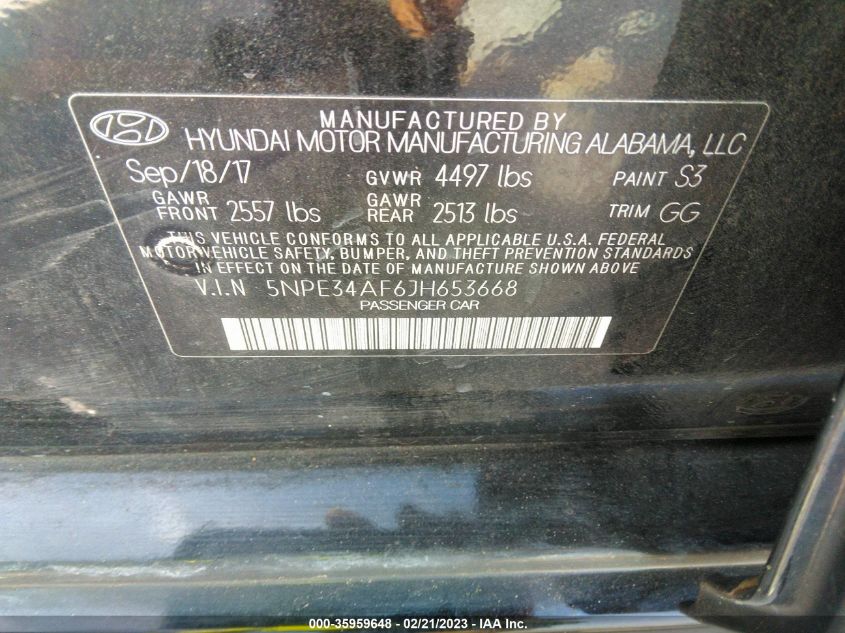 MANUFACTURED BY
HYUNDAI MOTOR MANUFACTURING ALABAMA, LLC
Sep/18/17 GVWR 4497 lbs PAINT S3
GAWR FRONT 2557 lbs GAWR REAR 2513 lbs TRIM GG
THIS VEHICLE CONFORMS TO ALL APPLICABLE U.S.A. FEDERAL
MOTOR VEHICLE SAFETY, BUMPER, AND THEFT PREVENTION STANDARDS
IN EFFECT ON THE DATE OF MANUFACTURE SHOWN ABOVE
V.I.N 5NPE34AF6JH653668
PASSENGER CAR
000-35959648 - 02/21/2023 - IAA Inc.